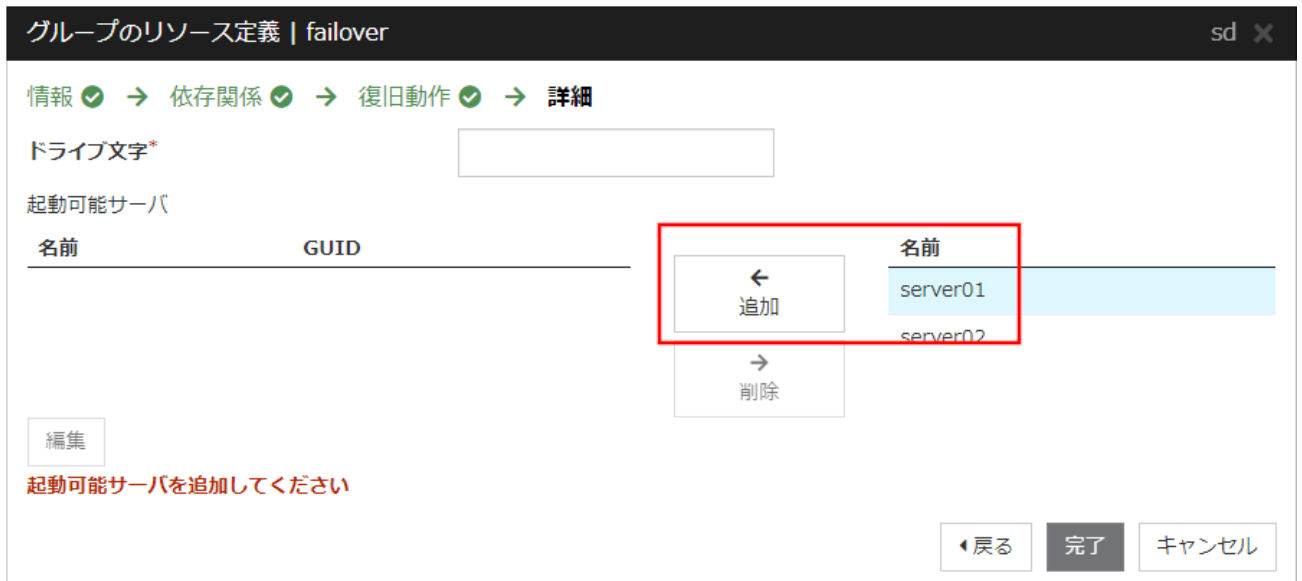 グループのリソース定義 | failover sd
情報 → 依存関係 → 復旧動作 → 詳細
ドライブ文字*
起動可能サーバ
名前 GUID 名前
← server01
追加
server02
→
削除
編集
起動可能サーバを追加してください
戻る 完了 キャンセル